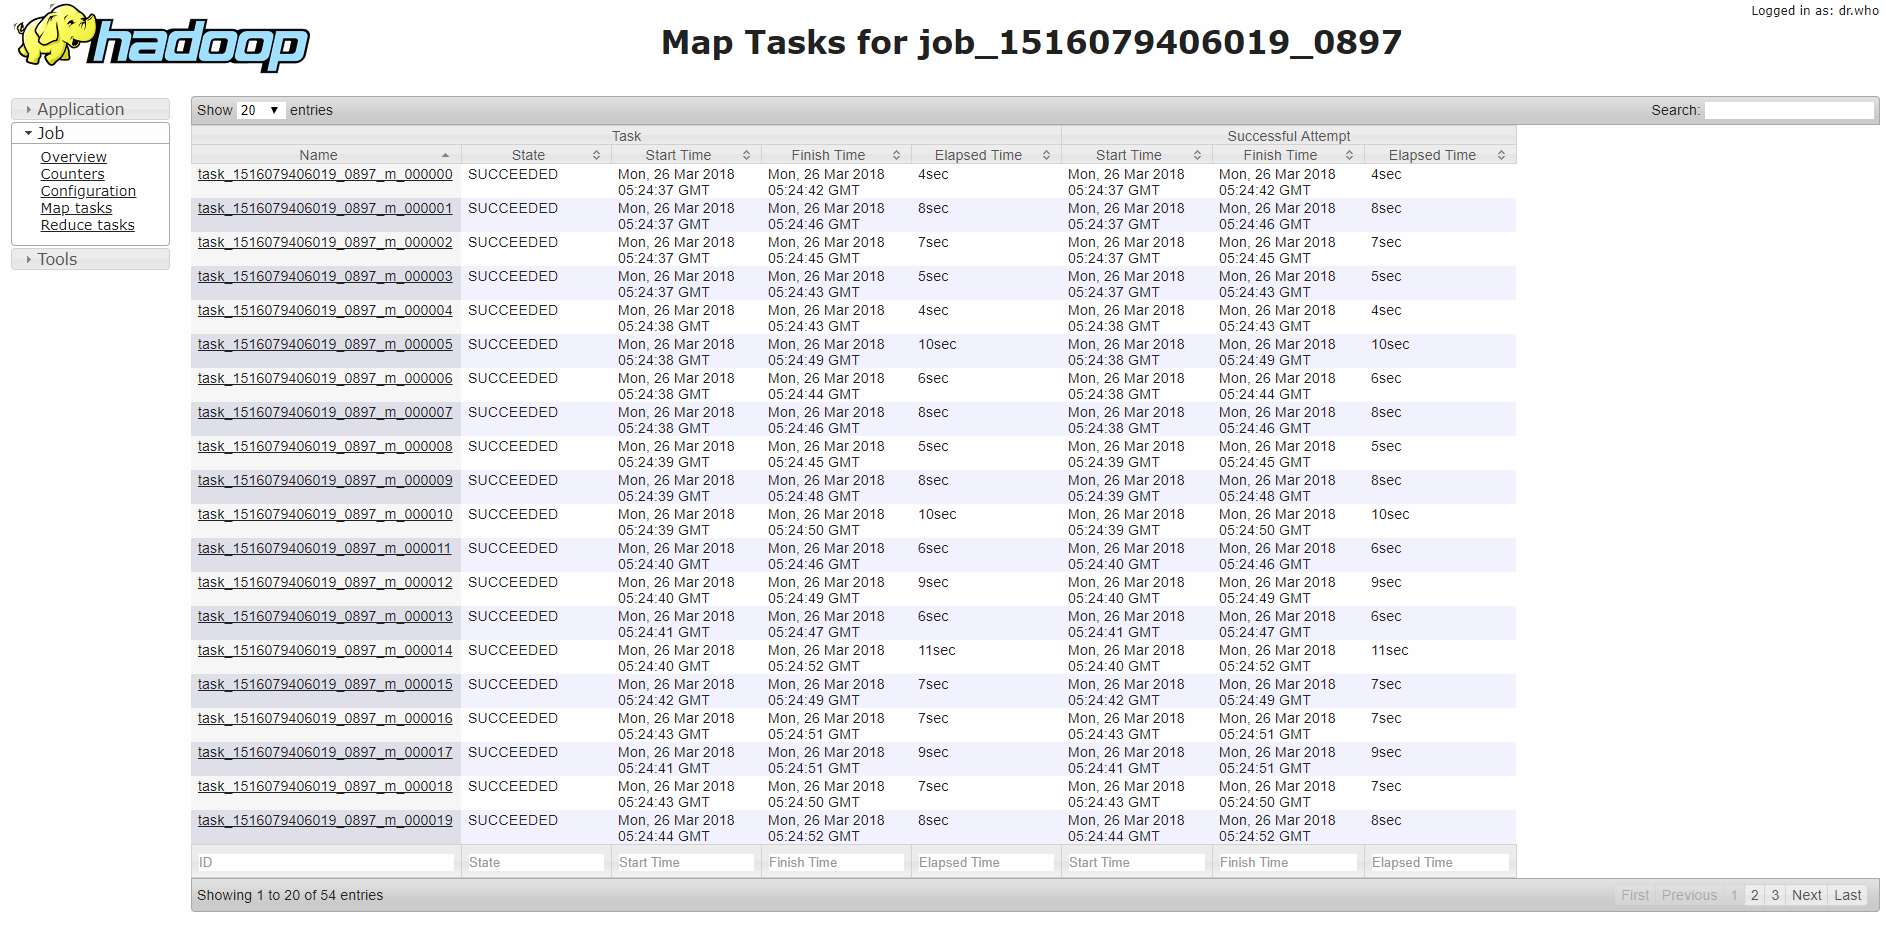 Logged in as: dr.who
hadoop
Map Tasks for job_1516079406019_0897
Application
Job
Overview
Counters
Configuration
Map tasks
Reduce tasks
Tools
Show 20 entries
Search:
Task Successful Attempt
Name State Start Time Finish Time Elapsed Time Start Time Finish Time Elapsed Time
task_1516079406019_0897_m_000000 SUCCEEDED Mon, 26 Mar 2018 Mon, 26 Mar 2018 4sec Mon, 26 Mar 2018 Mon, 26 Mar 2018 4sec
05:24:37 GMT 05:24:42 GMT 05:24:37 GMT 05:24:42 GMT
task_1516079406019_0897_m_000001 SUCCEEDED Mon, 26 Mar 2018 Mon, 26 Mar 2018 8sec Mon, 26 Mar 2018 Mon, 26 Mar 2018 8sec
05:24:37 GMT 05:24:46 GMT 05:24:37 GMT 05:24:46 GMT
task_1516079406019_0897_m_000002 SUCCEEDED Mon, 26 Mar 2018 Mon, 26 Mar 2018 7sec Mon, 26 Mar 2018 Mon, 26 Mar 2018 7sec
05:24:37 GMT 05:24:45 GMT 05:24:37 GMT 05:24:45 GMT
task_1516079406019_0897_m_000003 SUCCEEDED Mon, 26 Mar 2018 Mon, 26 Mar 2018 5sec Mon, 26 Mar 2018 Mon, 26 Mar 2018 5sec
05:24:37 GMT 05:24:43 GMT 05:24:37 GMT 05:24:43 GMT
task_1516079406019_0897_m_000004 SUCCEEDED Mon, 26 Mar 2018 Mon, 26 Mar 2018 4sec Mon, 26 Mar 2018 Mon, 26 Mar 2018 4sec
05:24:38 GMT 05:24:43 GMT 05:24:38 GMT 05:24:43 GMT
task_1516079406019_0897_m_000005 SUCCEEDED Mon, 26 Mar 2018 Mon, 26 Mar 2018 10sec Mon, 26 Mar 2018 Mon, 26 Mar 2018 10sec
05:24:38 GMT 05:24:49 GMT 05:24:38 GMT 05:24:49 GMT
task_1516079406019_0897_m_000006 SUCCEEDED Mon, 26 Mar 2018 Mon, 26 Mar 2018 6sec Mon, 26 Mar 2018 Mon, 26 Mar 2018 6sec
05:24:38 GMT 05:24:44 GMT 05:24:38 GMT 05:24:44 GMT
task_1516079406019_0897_m_000007 SUCCEEDED Mon, 26 Mar 2018 Mon, 26 Mar 2018 8sec Mon, 26 Mar 2018 Mon, 26 Mar 2018 8sec
05:24:38 GMT 05:24:46 GMT 05:24:38 GMT 05:24:46 GMT
task_1516079406019_0897_m_000008 SUCCEEDED Mon, 26 Mar 2018 Mon, 26 Mar 2018 5sec Mon, 26 Mar 2018 Mon, 26 Mar 2018 5sec
05:24:39 GMT 05:24:45 GMT 05:24:39 GMT 05:24:45 GMT
task_1516079406019_0897_m_000009 SUCCEEDED Mon, 26 Mar 2018 Mon, 26 Mar 2018 8sec Mon, 26 Mar 2018 Mon, 26 Mar 2018 8sec
05:24:39 GMT 05:24:48 GMT 05:24:39 GMT 05:24:48 GMT
task_1516079406019_0897_m_000010 SUCCEEDED Mon, 26 Mar 2018 Mon, 26 Mar 2018 10sec Mon, 26 Mar 2018 Mon, 26 Mar 2018 10sec
05:24:39 GMT 05:24:50 GMT 05:24:39 GMT 05:24:50 GMT
task_1516079406019_0897_m_000011 SUCCEEDED Mon, 26 Mar 2018 Mon, 26 Mar 2018 6sec Mon, 26 Mar 2018 Mon, 26 Mar 2018 6sec
05:24:40 GMT 05:24:46 GMT 05:24:40 GMT 05:24:46 GMT
task_1516079406019_0897_m_000012 SUCCEEDED Mon, 26 Mar 2018 Mon, 26 Mar 2018 9sec Mon, 26 Mar 2018 Mon, 26 Mar 2018 9sec
05:24:40 GMT 05:24:49 GMT 05:24:40 GMT 05:24:49 GMT
task_1516079406019_0897_m_000013 SUCCEEDED Mon, 26 Mar 2018 Mon, 26 Mar 2018 6sec Mon, 26 Mar 2018 Mon, 26 Mar 2018 6sec
05:24:41 GMT 05:24:47 GMT 05:24:41 GMT 05:24:47 GMT
task_1516079406019_0897_m_000014 SUCCEEDED Mon, 26 Mar 2018 Mon, 26 Mar 2018 11sec Mon, 26 Mar 2018 Mon, 26 Mar 2018 11sec
05:24:40 GMT 05:24:52 GMT 05:24:40 GMT 05:24:52 GMT
task_1516079406019_0897_m_000015 SUCCEEDED Mon, 26 Mar 2018 Mon, 26 Mar 2018 7sec Mon, 26 Mar 2018 Mon, 26 Mar 2018 7sec
05:24:42 GMT 05:24:49 GMT 05:24:42 GMT 05:24:49 GMT
task_1516079406019_0897_m_000016 SUCCEEDED Mon, 26 Mar 2018 Mon, 26 Mar 2018 7sec Mon, 26 Mar 2018 Mon, 26 Mar 2018 7sec
05:24:43 GMT 05:24:51 GMT 05:24:43 GMT 05:24:51 GMT
task_1516079406019_0897_m_000017 SUCCEEDED Mon, 26 Mar 2018 Mon, 26 Mar 2018 9sec Mon, 26 Mar 2018 Mon, 26 Mar 2018 9sec
05:24:41 GMT 05:24:51 GMT 05:24:41 GMT 05:24:51 GMT
task_1516079406019_0897_m_000018 SUCCEEDED Mon, 26 Mar 2018 Mon, 26 Mar 2018 7sec Mon, 26 Mar 2018 Mon, 26 Mar 2018 7sec
05:24:43 GMT 05:24:50 GMT 05:24:43 GMT 05:24:50 GMT
task_1516079406019_0897_m_000019 SUCCEEDED Mon, 26 Mar 2018 Mon, 26 Mar 2018 8sec Mon, 26 Mar 2018 Mon, 26 Mar 2018 8sec
05:24:44 GMT 05:24:52 GMT 05:24:44 GMT 05:24:52 GMT
ID State Start Time Finish Time Elapsed Time Start Time Finish Time Elapsed Time
Showing 1 to 20 of 54 entries
First Previous 1 2 3 Next Last